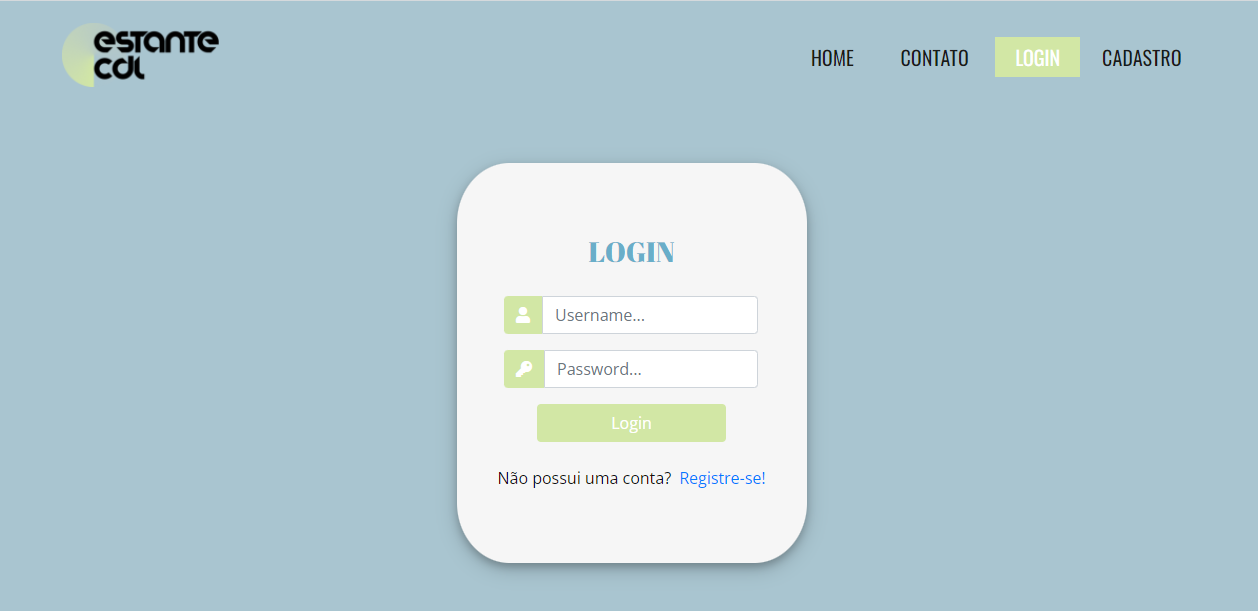 estante
cdl
HOME CONTATO LOGIN CADASTRO
LOGIN
Username...
Password...
Login
Não possui uma conta? Registre-se!